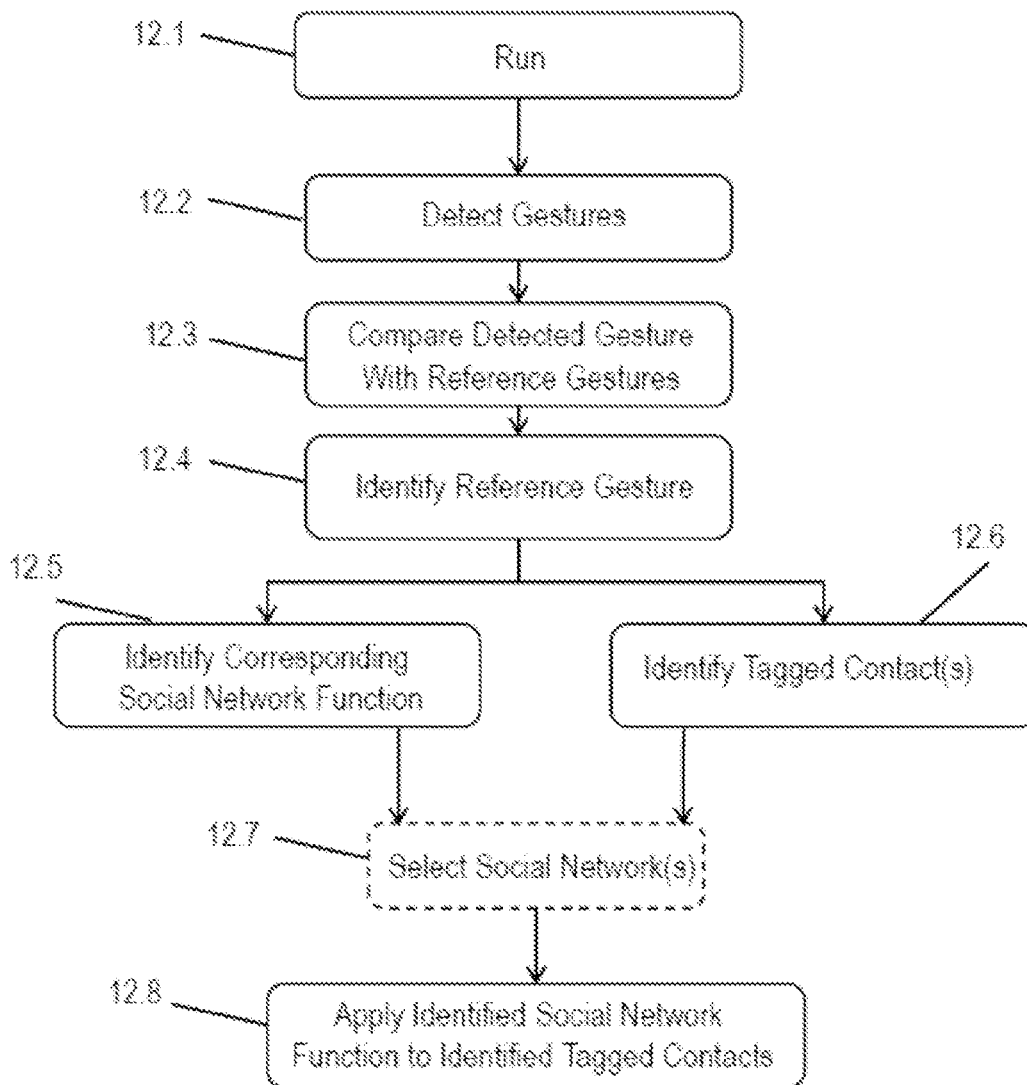 12.1
Run
12.2
Detect Gestures
12.3
Compare Detected Gesture
With Reference Gestures
12.4
Identify Reference Gesture
12.5
12.6
Identify Corresponding
Social Network Function
Identify Tagged Contact(s)
12.7
Select Social Network(s)
12.8
Apply Identified Social Network
Function to Identified Tagged Contacts